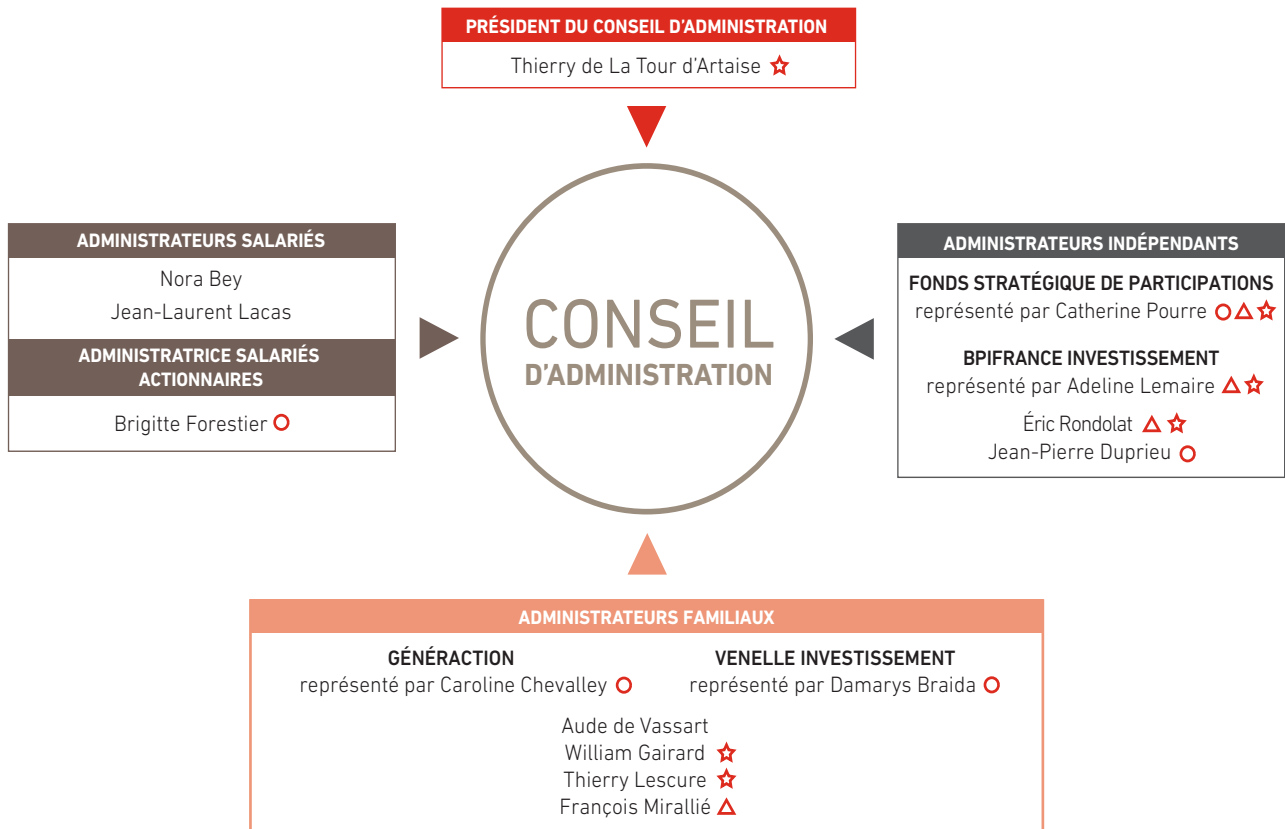 PRÉSIDENT DU CONSEIL D'ADMINISTRATION
Thierry de La Tour d'Artaise
ADMINISTRATEURS SALARIÉS
Nora Bey
Jean-Laurent Lacas
ADMINISTRATRICE SALARIÉS
ACTIONNAIRES
Brigitte Forestier
CONSEIL
D'ADMINISTRATION
ADMINISTRATEURS INDÉPENDANTS
FONDS STRATÉGIQUE DE PARTICIPATIONS
représenté par Catherine Pourre
BPIFRANCE INVESTISSEMENT
représenté par Adeline Lemaire
Éric Rondolat
Jean-Pierre Duprieu
ADMINISTRATEURS FAMILIAUX
GÉNÉRACTION
représenté par Caroline Chevalley
VENELLE INVESTISSEMENT
représenté par Damarys Braida
Aude de Vassart
William Gairard
Thierry Lescure
François Mirallié